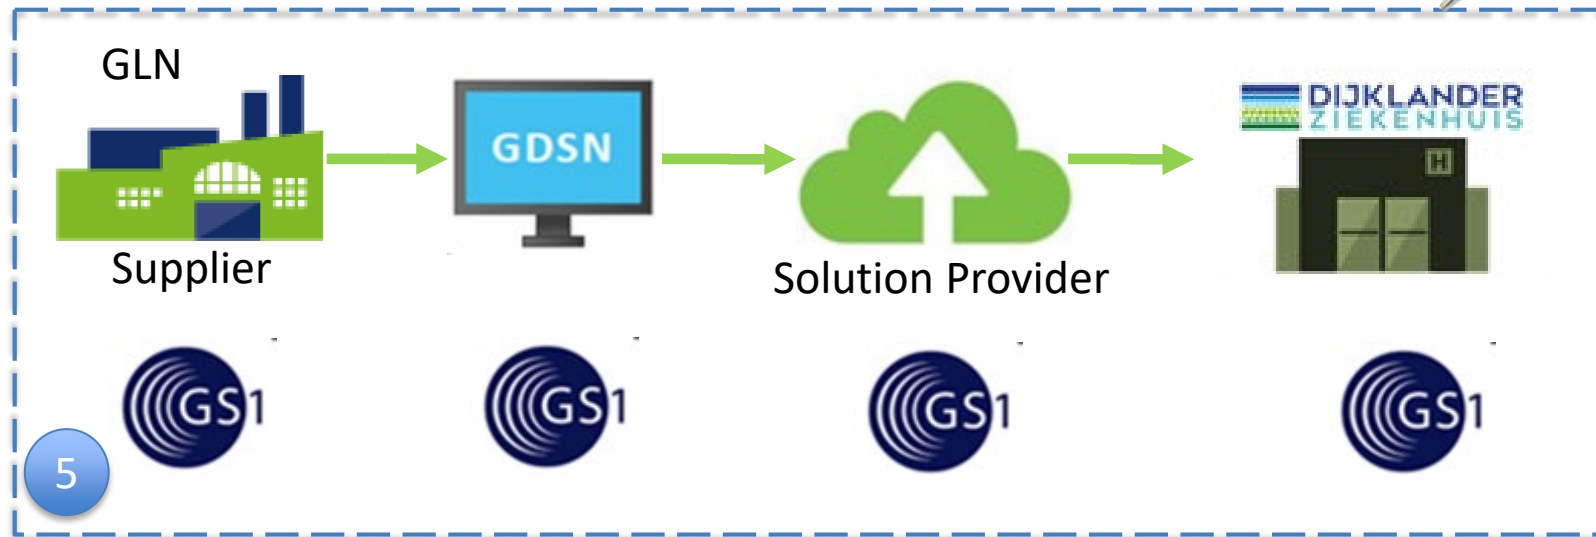 GLN
GDSN
DIJKLANDER
ZIEKENHUIS
H
Supplier
Solution Provider
GS1
GS1
GS1
GS1
5